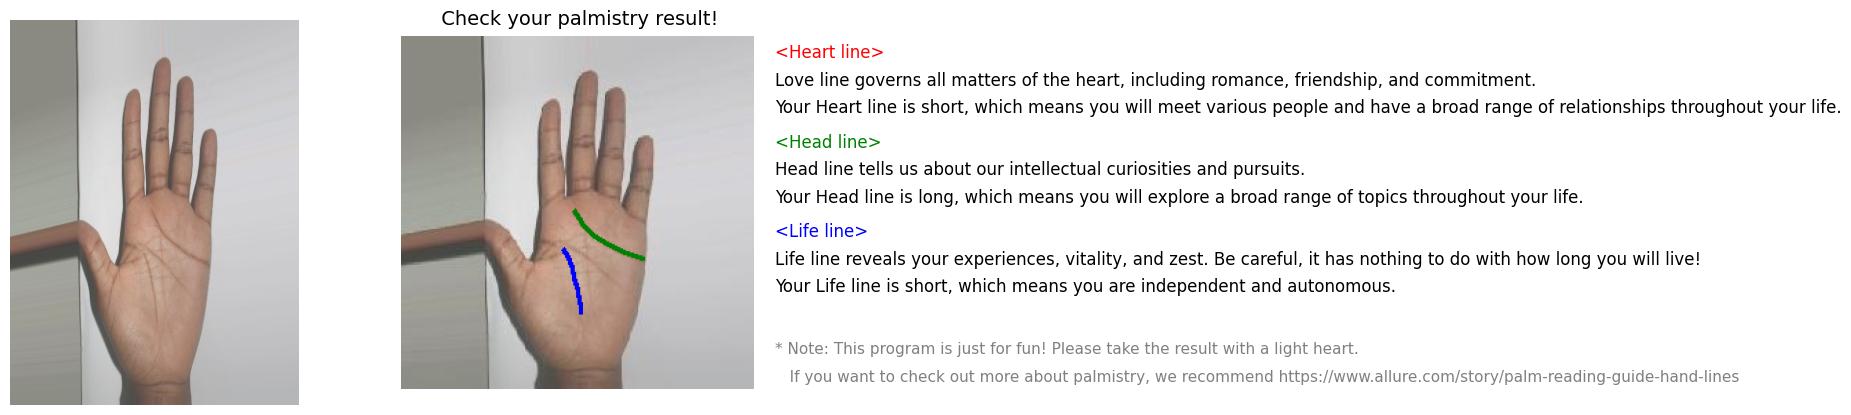 Check your palmistry result!
<Heart line>
Love line governs all matters of the heart, including romance, friendship, and commitment.
Your Heart line is short, which means you will meet various people and have a broad range of relationships throughout your life.
<Head line>
Head line tells us about our intellectual curiosities and pursuits.
Your Head line is long, which means you will explore a broad range of topics throughout your life.
<Life line>
Life line reveals your experiences, vitality, and zest. Be careful, it has nothing to do with how long you will live!
Your Life line is short, which means you are independent and autonomous.
* Note: This program is just for fun! Please take the result with a light heart.
If you want to check out more about palmistry, we recommend https://www.allure.com/story/palm-reading-guide-hand-lines